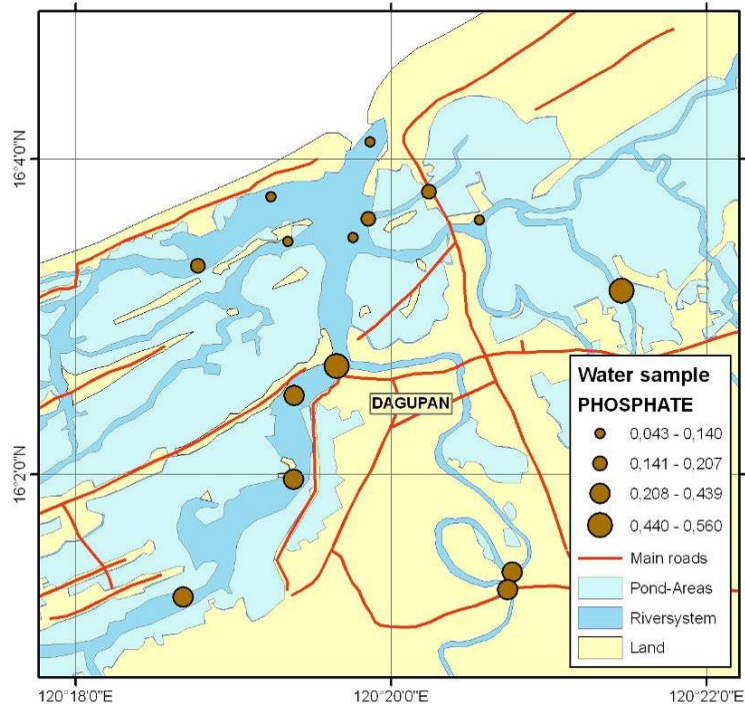 16°4'0"N
16°2'0"N
DAGUPAN
Water sample
PHOSPHATE
0,043 - 0,140
0,141 - 0,207
0,208 - 0,439
0,440 - 0,560
Main roads
Pond-Areas
Riversystem
Land
120°18'0"E
120°20'0"E
120°22'0"E